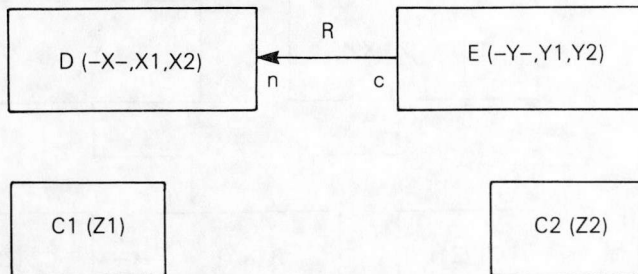 R
D (–X–,X1,X2)
E (–Y–,Y1,Y2)
n
c
C1 (Z1)
C2 (Z2)